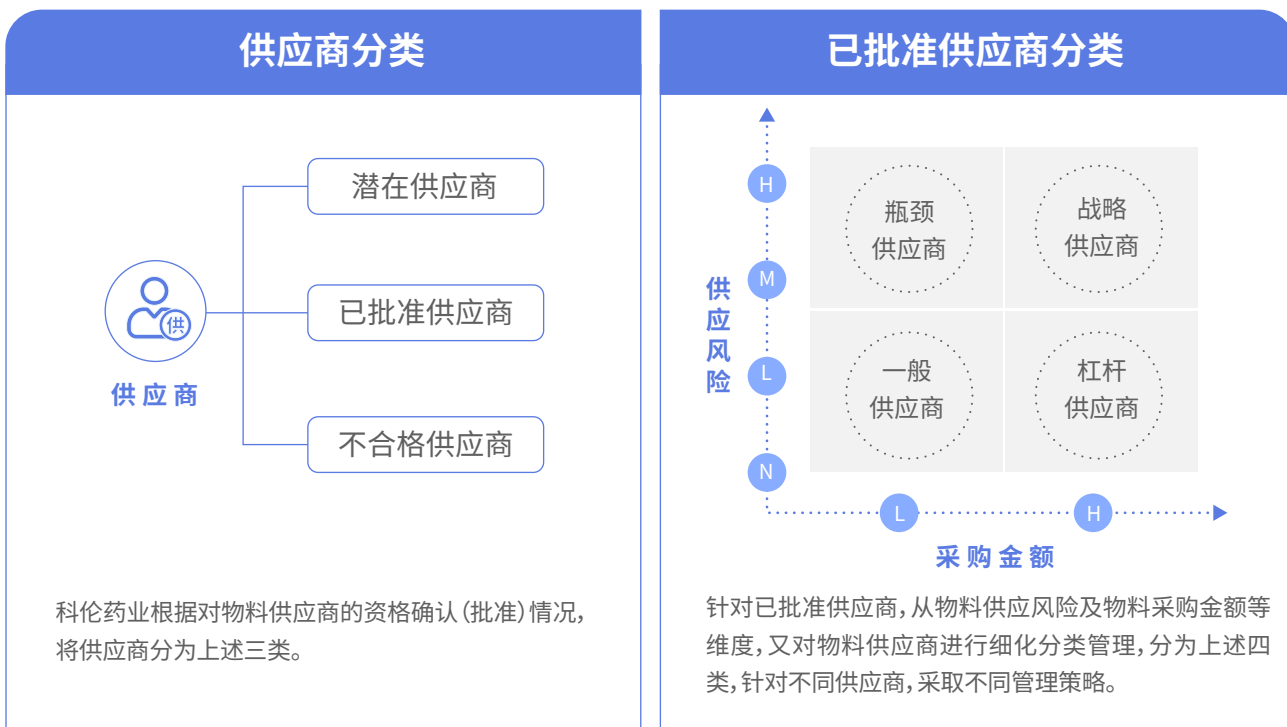 供应商分类
潜在供应商
已批准供应商
不合格供应商
供
供应商
科伦药业根据对物料供应商的资格确认(批准)情况,
将供应商分为上述三类。
已批准供应商分类
H
M
L
N
供
应
风
险
瓶颈
供应商
战略
供应商
一般
供应商
杠杆
供应商
L
H
采购金额
针对已批准供应商,从物料供应风险及物料采购金额等
维度,又对物料供应商进行细化分类管理,分为上述四
类,针对不同供应商,采取不同管理策略。